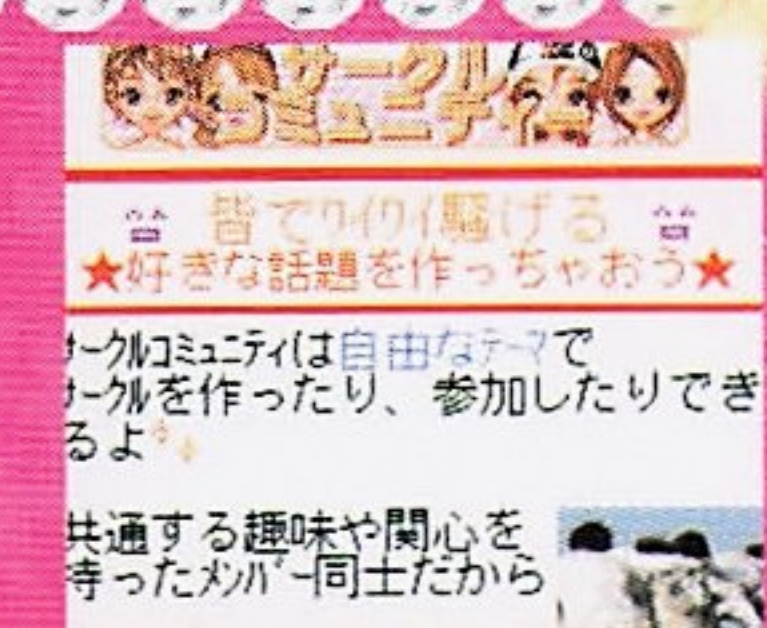 サークル
コミュニティー
皆でﾜｲﾜｲ騒げる
★好きな話題を作っちゃおう★
ｻｰｸﾙｺﾐｭﾆﾃｨは自由なﾃｰﾏで
ｻｰｸﾙを作ったり、参加したりでき
るよ
共通する趣味や関心を
持ったﾒﾝﾊﾞｰ同士だから